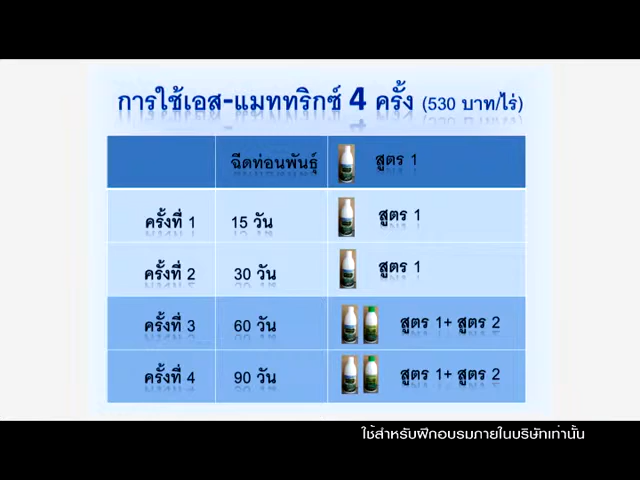 การใช้เอส-แมททริกซ์ 4 ครั้ง (530 บาท/ไร่)
ฉีดท่อนพันธุ์ สูตร 1
ครั้งที่ 1 15 วัน สูตร 1
ครั้งที่ 2 30 วัน สูตร 1
ครั้งที่ 3 60 วัน สูตร 1+ สูตร 2
ครั้งที่ 4 90 วัน สูตร 1+ สูตร 2
ใช้สำหรับฝึกอบรมภายในบริษัทเท่านั้น